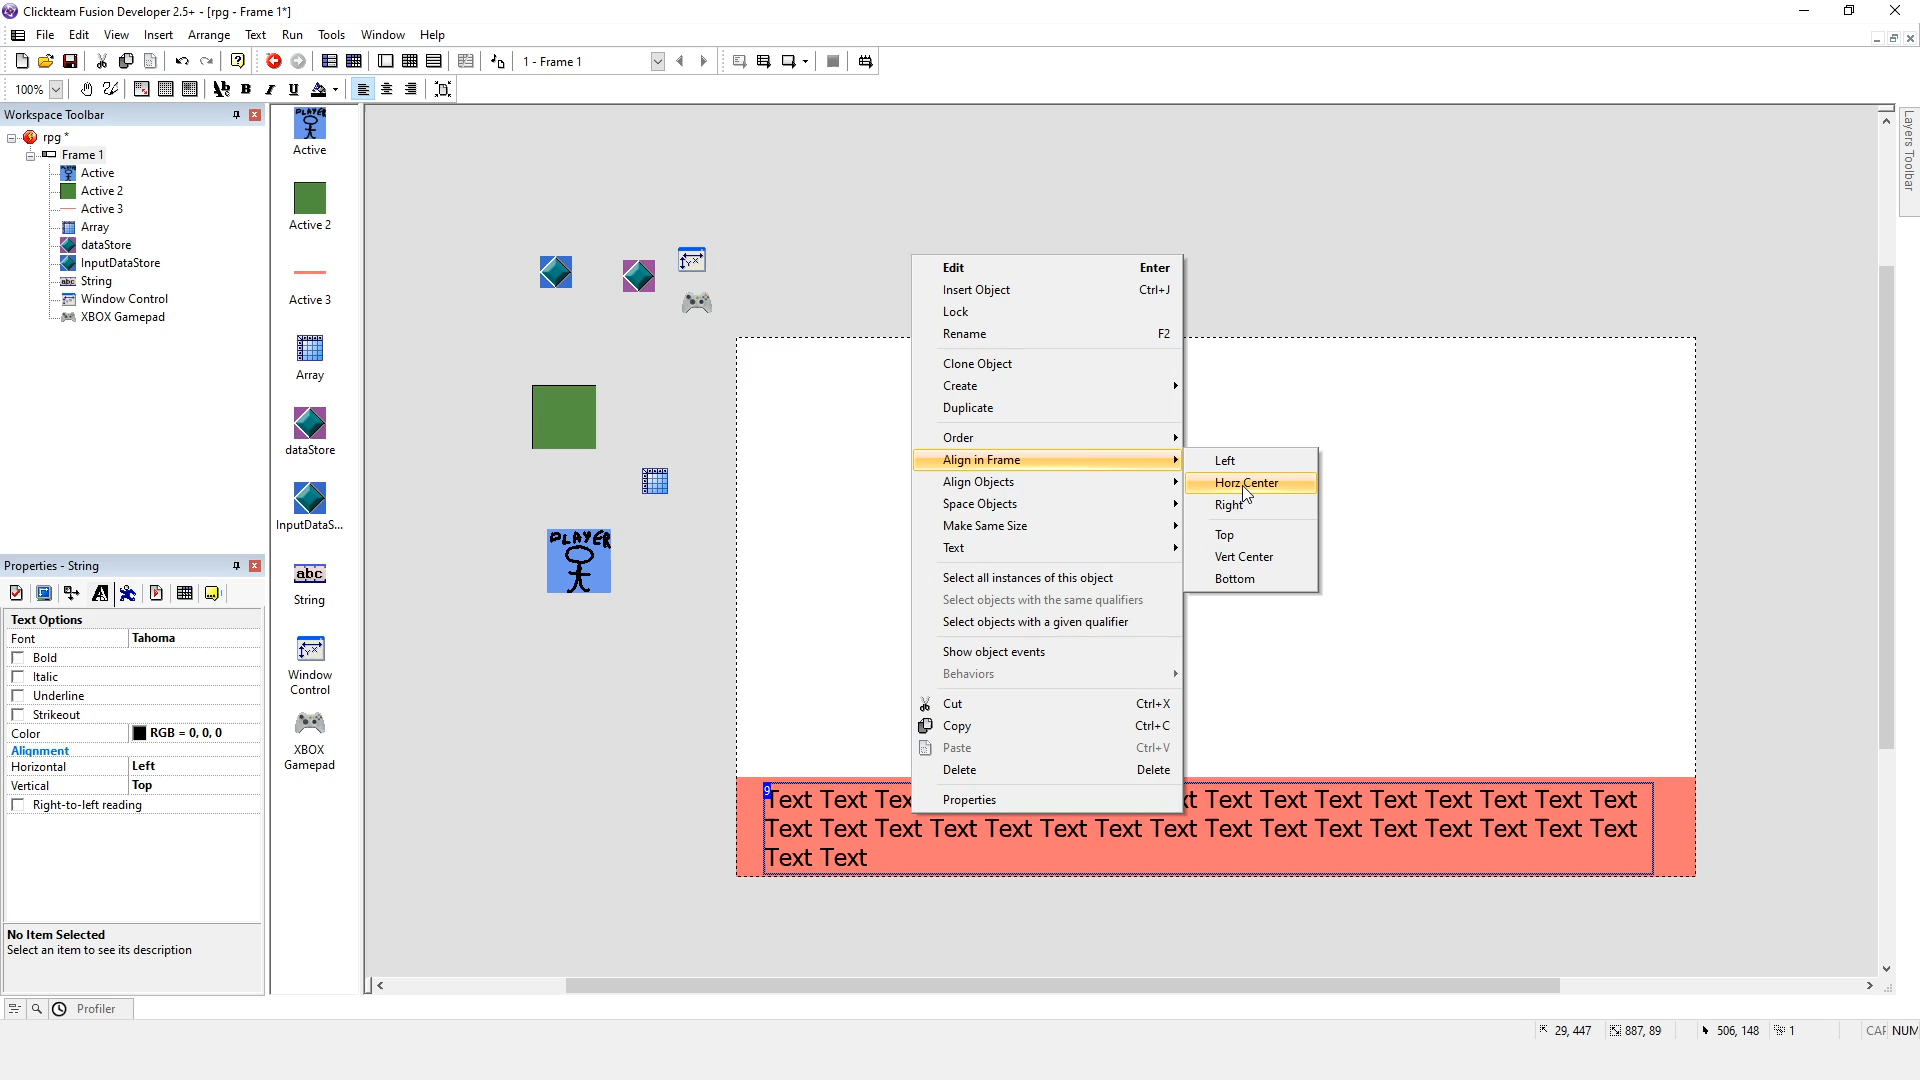 Clickteam Fusion Developer 2.5+ - [rpg - Frame 1*]
File Edit View Insert Arrange Text Run Tools Window Help
1 - Frame 1
100%
Workspace Toolbar
rpg *
Frame 1
Active
Active 2
Active 3
Array
dataStore
InputDataStore
String
Window Control
XBOX Gamepad
Properties - String
Text Options
Font Tahoma
Bold
Italic
Underline
Strikeout
Color RGB = 0, 0, 0
Alignment
Horizontal Left
Vertical Top
Right-to-left reading
No Item Selected
Select an item to see its description
Profiler
PLAYER
Active
Active 2
Active 3
Array
dataStore
InputDataS...
abc
String
Window
Control
XBOX
Gamepad
PLAYER
Edit Enter
Insert Object Ctrl+J
Lock
Rename F2
Clone Object
Create
Duplicate
Order
Align in Frame
Align Objects
Space Objects
Make Same Size
Text
Select all instances of this object
Select objects with the same qualifiers
Select objects with a given qualifier
Show object events
Behaviors
Cut Ctrl+X
Copy Ctrl+C
Paste Ctrl+V
Delete Delete
Properties
Left
Horz Center
Right
Top
Vert Center
Bottom
9
Text Text Text Text Text Text Text Text Text Text
Text Text Text Text Text Text Text Text Text Text Text Text Text Text Text Text
Text Text
Layers Toolbar
29, 447 887, 89 506, 148 1 CAP NUM